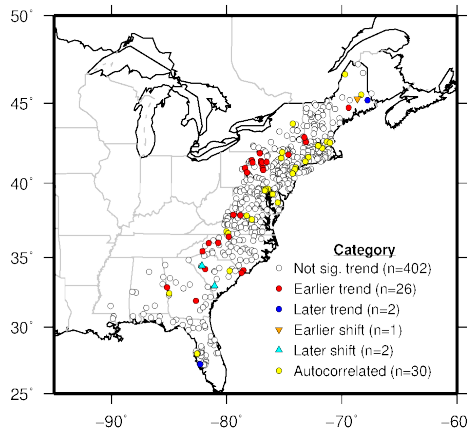 50°
45°
40°
35°
30°
25°
Category
Not sig. trend (n=402)
Earlier trend (n=26)
Later trend (n=2)
Earlier shift (n=1)
Later shift (n=2)
Autocorrelated (n=30)
−90° −80° −70° −60°